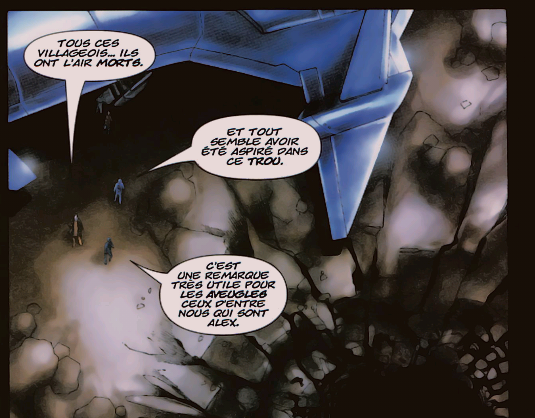 TOUS CES
VILLAGEOIS... ILS
ONT L'AIR MORTS.
ET TOUT
SEMBLE AVOIR
ÉTÉ ASPIRÉ DANS
CE TROU.
C'EST
UNE REMARQUE
TRÈS UTILE POUR
LES AVEUGLES
CEUX D'ENTRE
NOUS QUI SONT
ALEX.